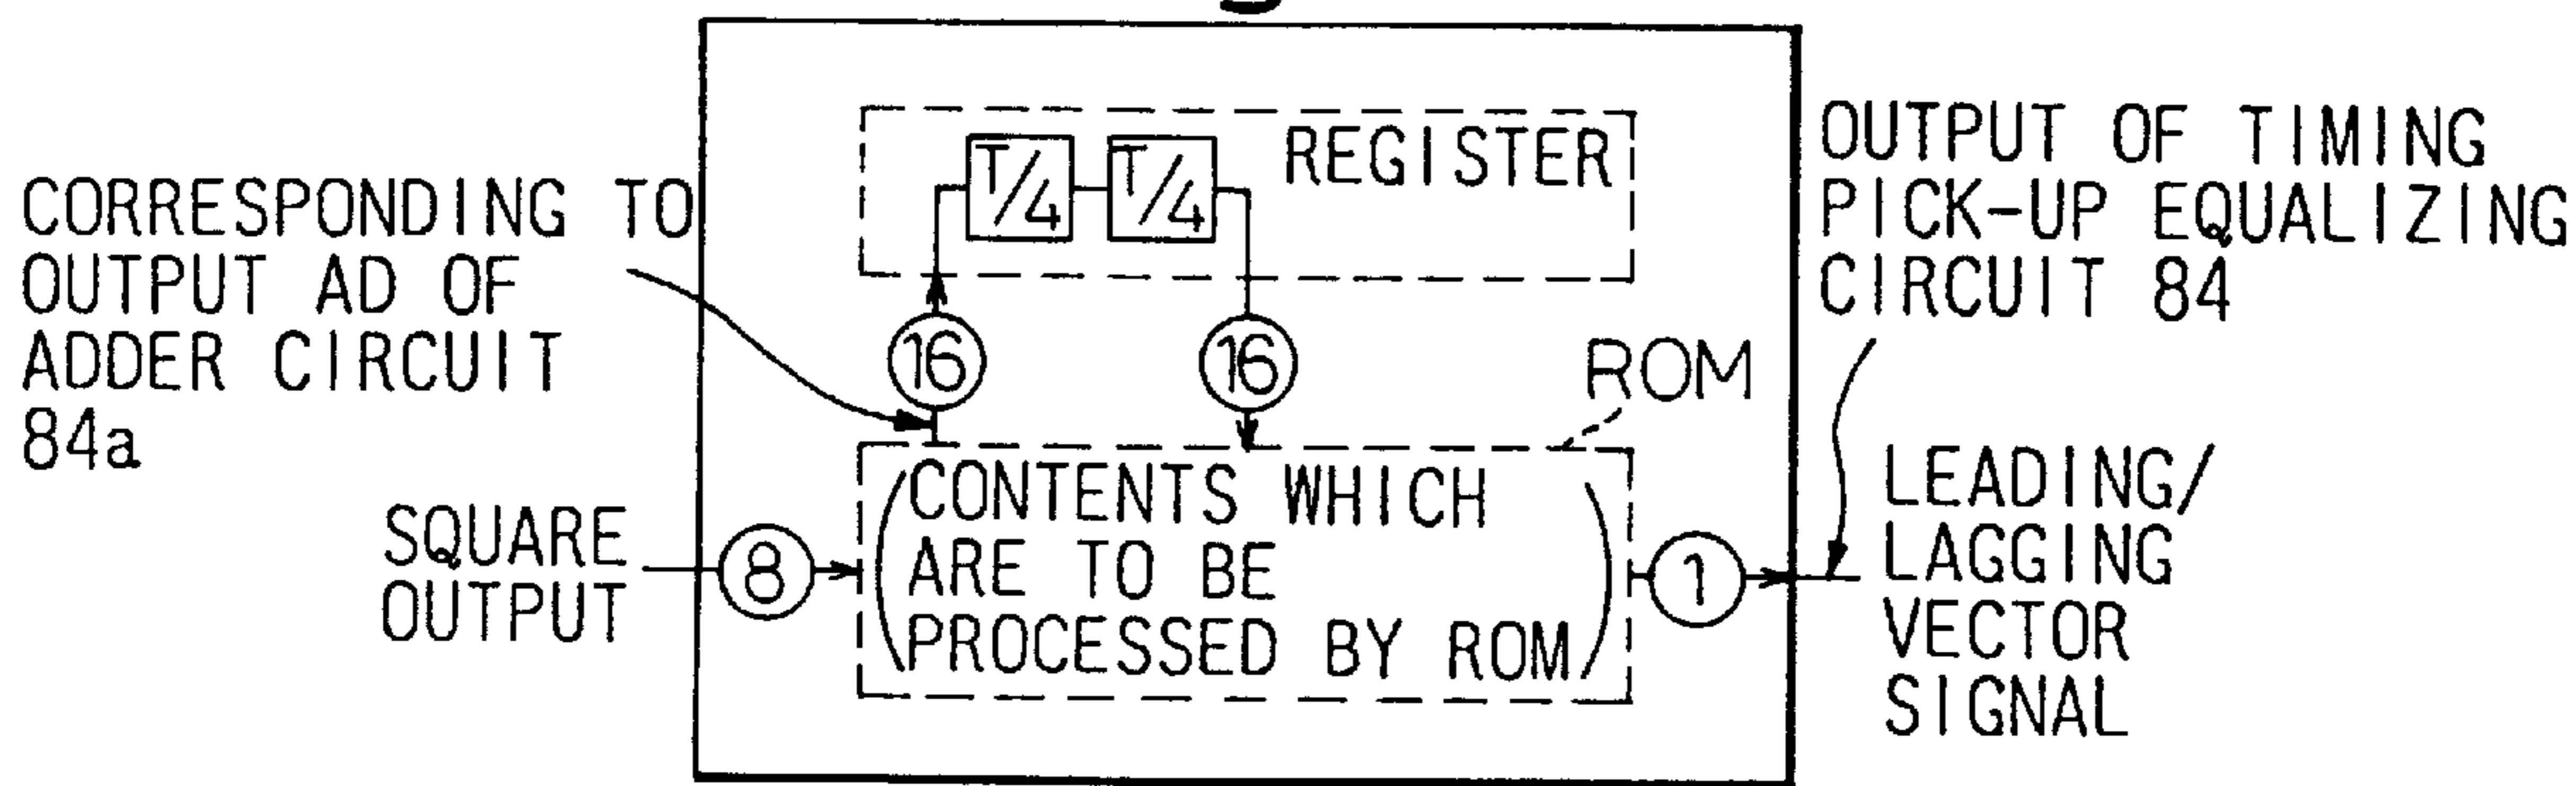 CORRESPONDING TO
OUTPUT AD OF
ADDER CIRCUIT
84a
SQUARE
OUTPUT
8
T/4
T/4
REGISTER
16
16
ROM
CONTENTS WHICH
ARE TO BE
PROCESSED BY ROM
1
OUTPUT OF TIMING
PICK-UP EQUALIZING
CIRCUIT 84
LEADING/
LAGGING
VECTOR
SIGNAL